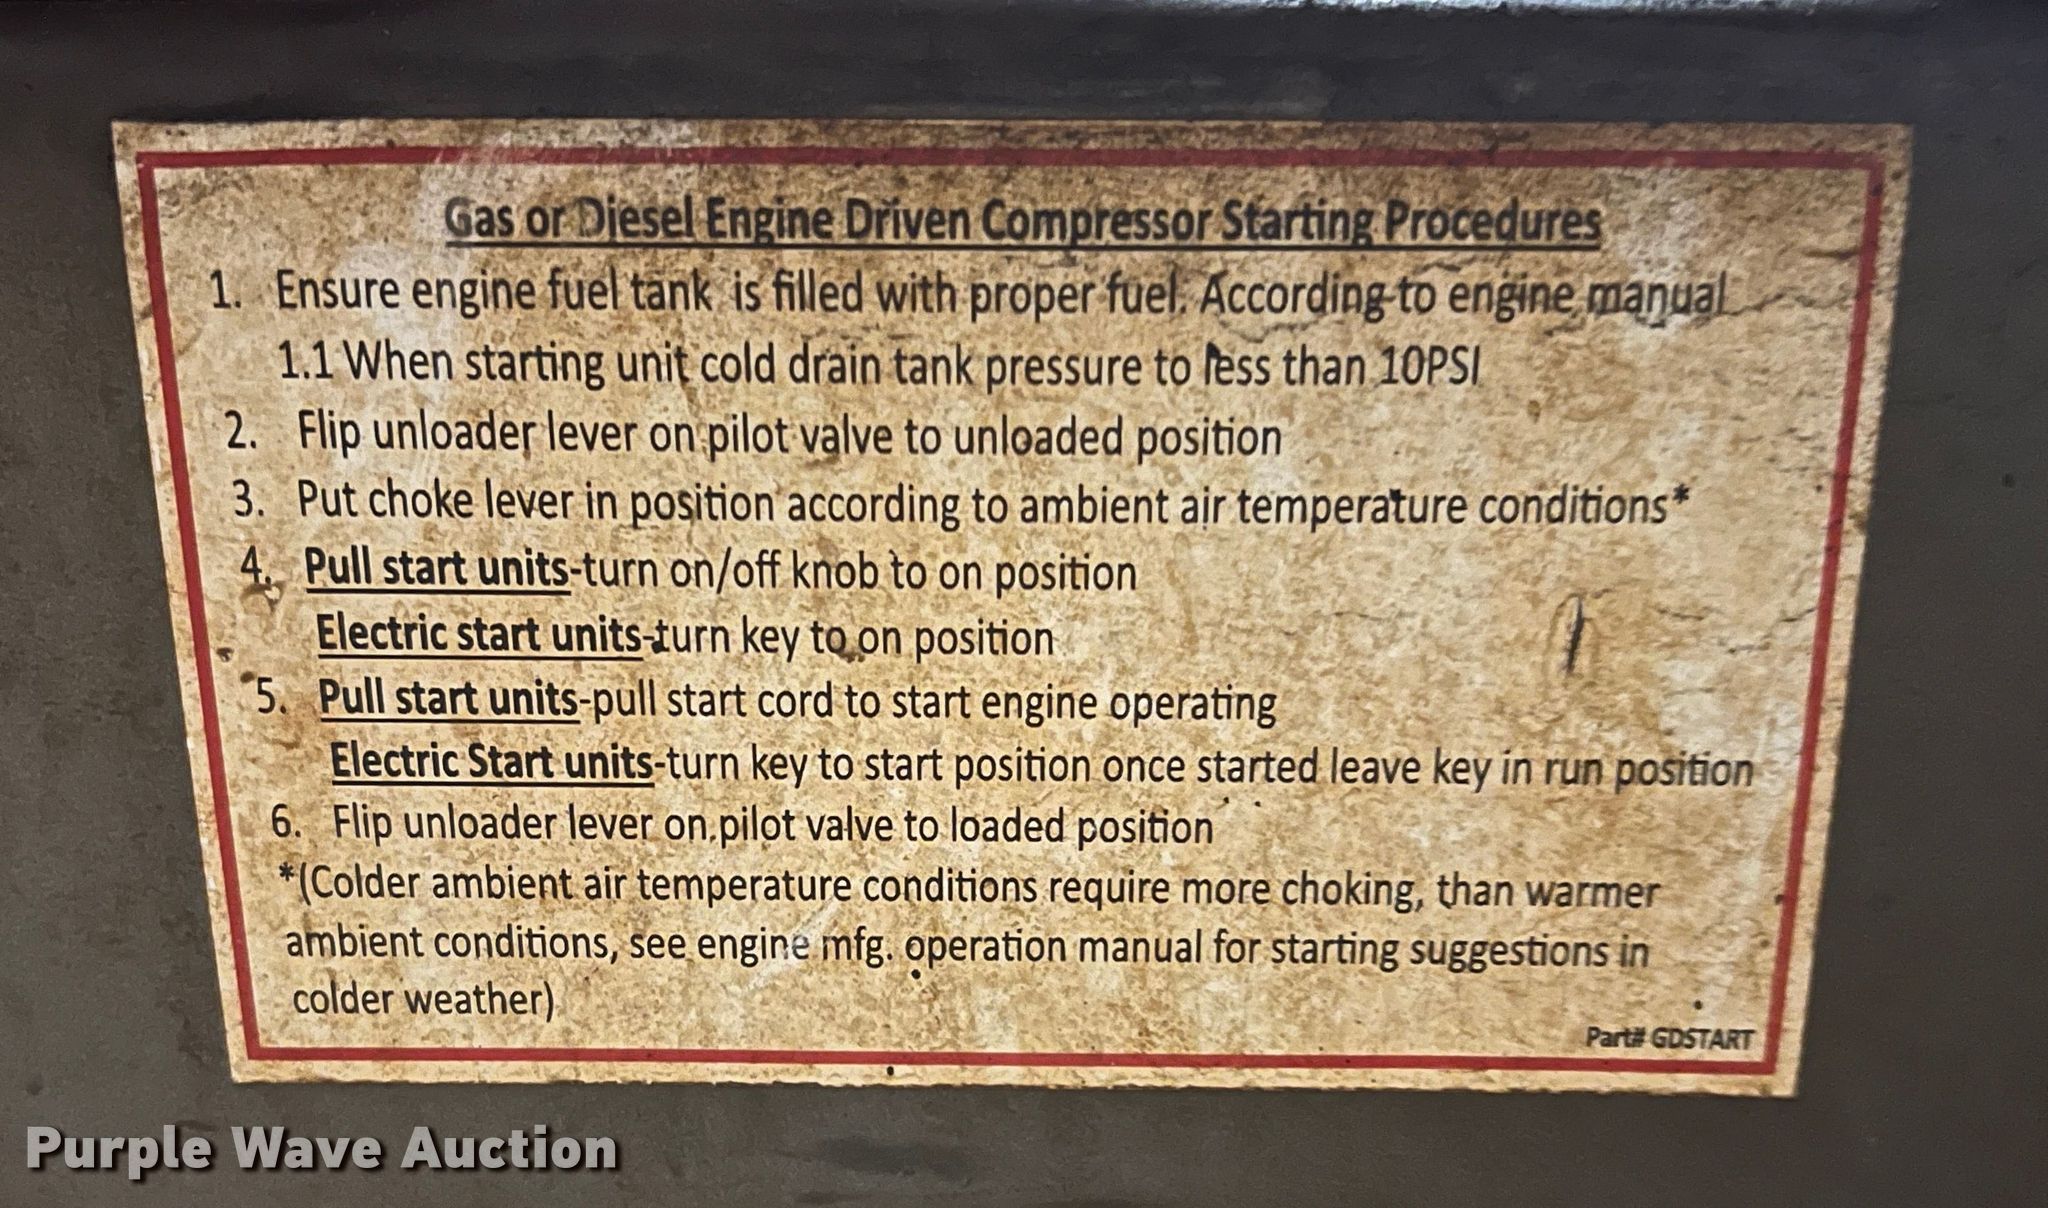 Gas or Diesel Engine Driven Compressor Starting Procedures
1. Ensure engine fuel tank is filled with proper fuel. According to engine manual
1.1 When starting unit cold drain tank pressure to less than 10PSI
2. Flip unloader lever on pilot valve to unloaded position
3. Put choke lever in position according to ambient air temperature conditions*
4. Pull start units-turn on/off knob to on position
Electric start units-turn key to on position
5. Pull start units-pull start cord to start engine operating
Electric Start units-turn key to start position once started leave key in run position
6. Flip unloader lever on pilot valve to loaded position
*(Colder ambient air temperature conditions require more choking, than warmer
ambient conditions, see engine mfg. operation manual for starting suggestions in
colder weather)
Part# GDSTART
Purple Wave Auction